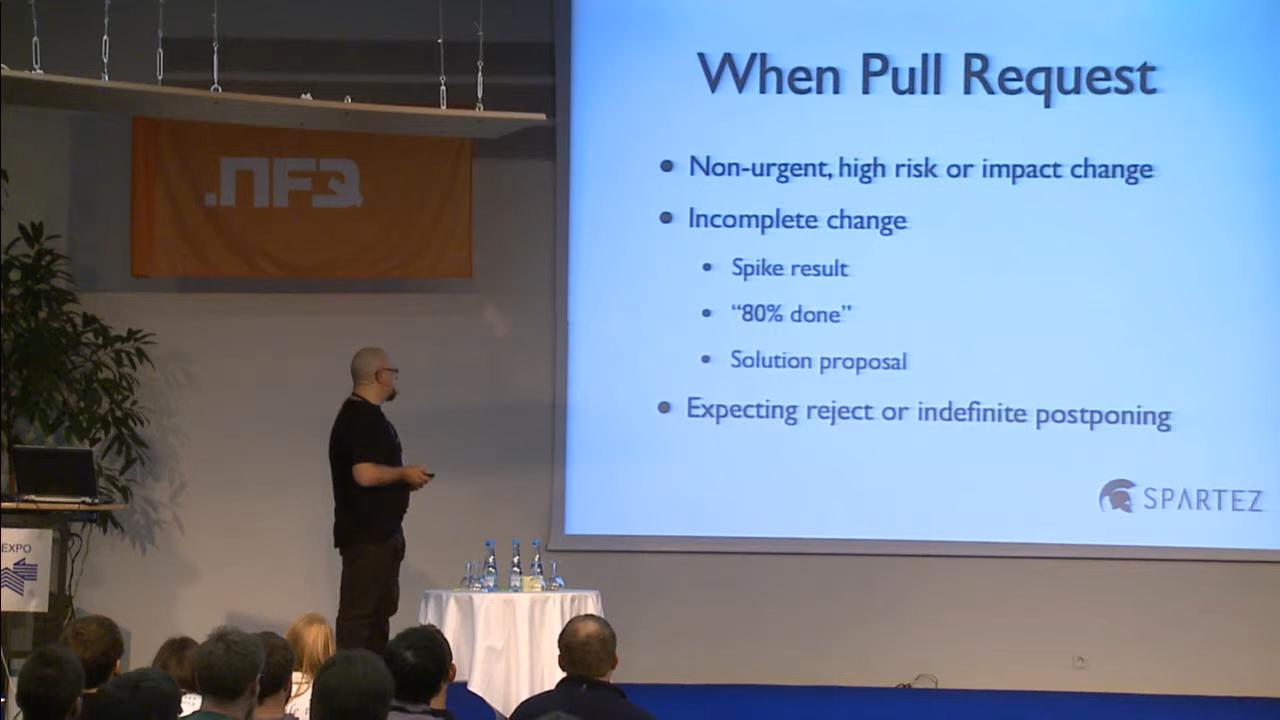 When Pull Request
Non-urgent, high risk or impact change
Incomplete change
Spike result
“80% done”
Solution proposal
Expecting reject or indefinite postponing
SPARTEZ
.NFQ
EXPO